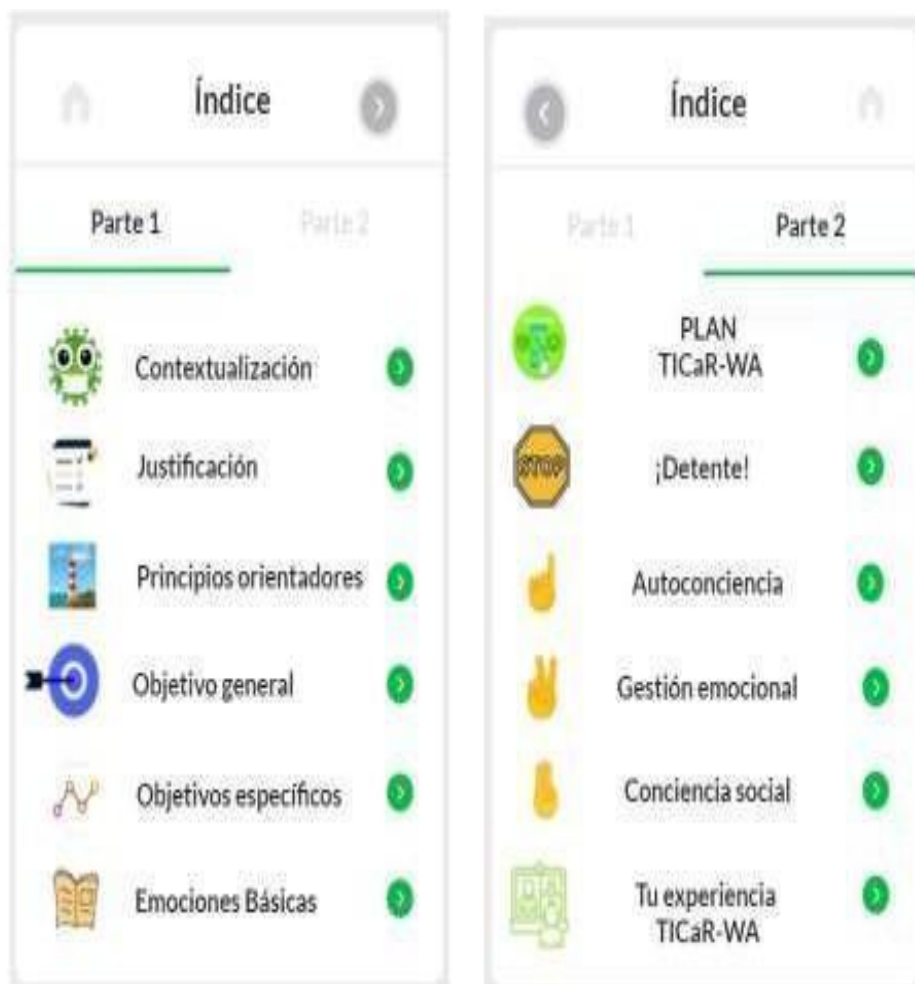 Índice
Parte 1
Parte 2
Contextualización
Justificación
Principios orientadores
Objetivo general
Objetivos específicos
Emociones Básicas
Índice
Parte 1
Parte 2
PLAN
TICaR-WA
STOP
¡Detente!
Autoconciencia
Gestión emocional
Conciencia social
Tu experiencia
TICaR-WA